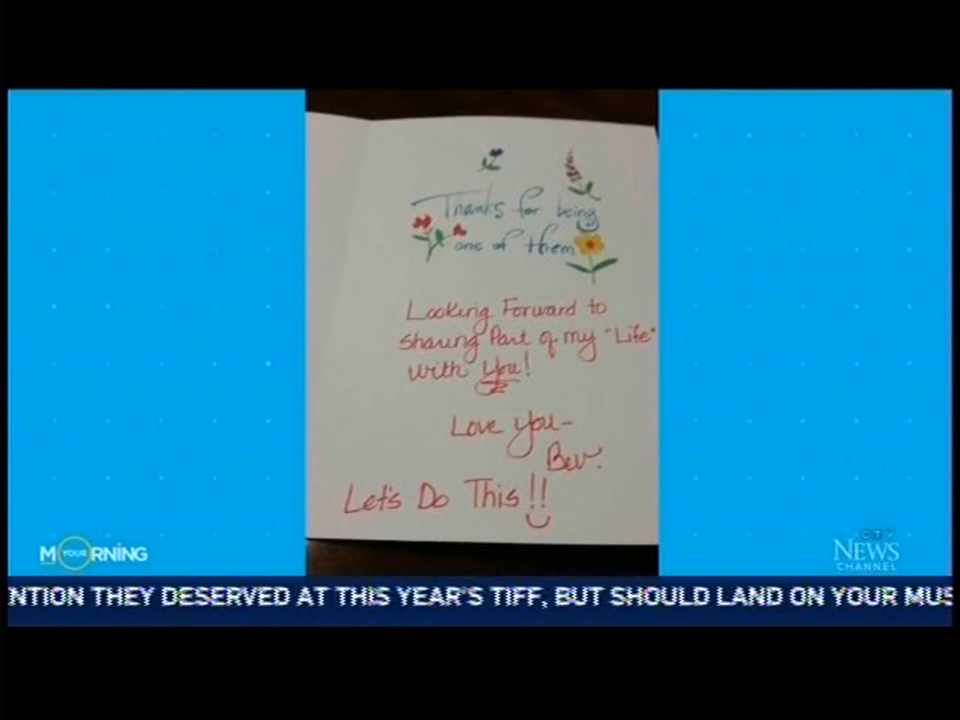 Thanks for being
one of them
Looking Forward to
sharing Part of my "Life"
with You!
Love you-
Bev.
Let's Do This!!
M YOUR RNING
CTV
NEWS
CHANNEL
NTION THEY DESERVED AT THIS YEAR'S TIFF, BUT SHOULD LAND ON YOUR MUS